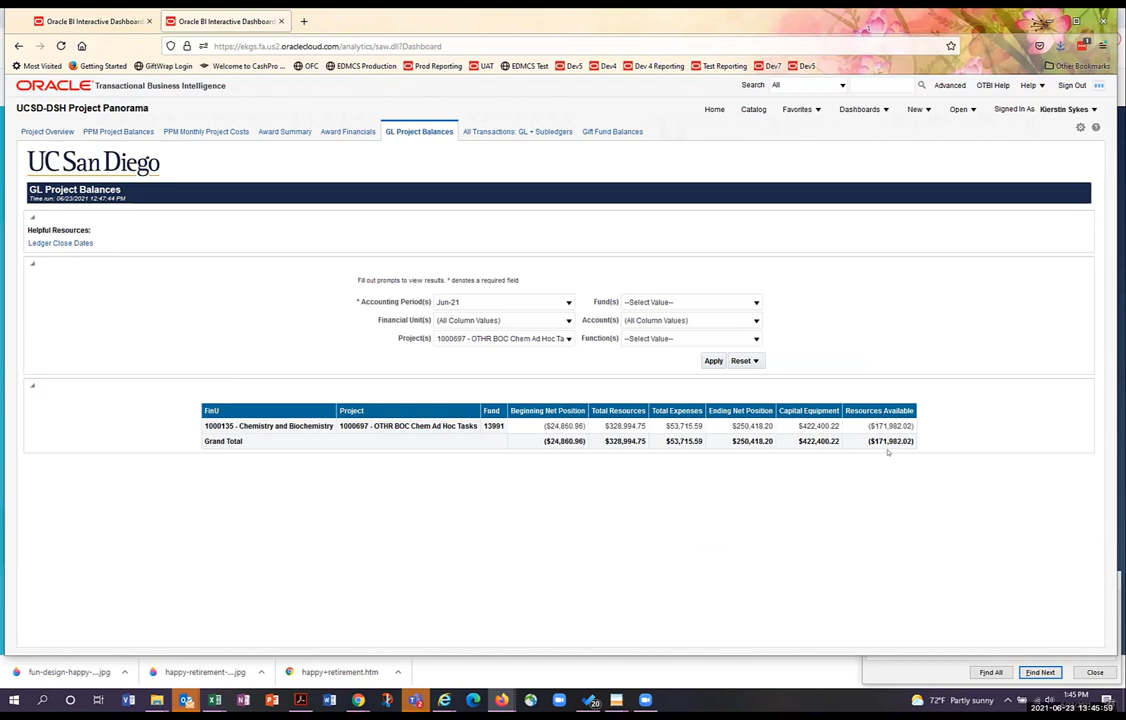 Oracle BI Interactive Dashboard
Oracle BI Interactive Dashboard
https://ekgs.fa.us2.oraclecloud.com/analytics/saw.dll?Dashboard
Most Visited Getting Started GiftWrap Login Welcome to CashPro ... OFC EDMCS Production Prod Reporting UAT EDMCS Test Dev5 Dev4 Dev 4 Reporting Test Reporting Dev7 Dev5 Other Bookmarks
ORACLE Transactional Business Intelligence Search All Advanced OTBI Help Help Sign Out
UCSD-DSH Project Panorama Home Catalog Favorites Dashboards New Open Signed In As Kierstin Sykes
Project Overview PPM Project Balances PPM Monthly Project Costs Award Summary Award Financials GL Project Balances All Transactions: GL + Subledgers Gift Fund Balances
UC San Diego
GL Project Balances
Time run: 06/23/2021 12:47:44 PM
Helpful Resources:
Ledger Close Dates
Fill out prompts to view results. * denotes a required field
* Accounting Period(s) Jun-21 Fund(s) --Select Value--
Financial Unit(s) (All Column Values) Account(s) (All Column Values)
Project(s) 1000697 - OTHR BOC Chem Ad Hoc Ta Function(s) --Select Value--
Apply Reset
FinU Project Fund Beginning Net Position Total Resources Total Expenses Ending Net Position Capital Equipment Resources Available
1000135 - Chemistry and Biochemistry 1000697 - OTHR BOC Chem Ad Hoc Tasks 13991 ($24,860.96) $328,994.75 $53,715.59 $250,418.20 $422,400.22 ($171,982.02)
Grand Total ($24,860.96) $328,994.75 $53,715.59 $250,418.20 $422,400.22 ($171,982.02)
fun-design-happy-....jpg happy-retirement-...jpg happy+retirement.htm Find All Find Next Close
20 72°F Partly sunny 1:45 PM
2021-06-23 13:45:59